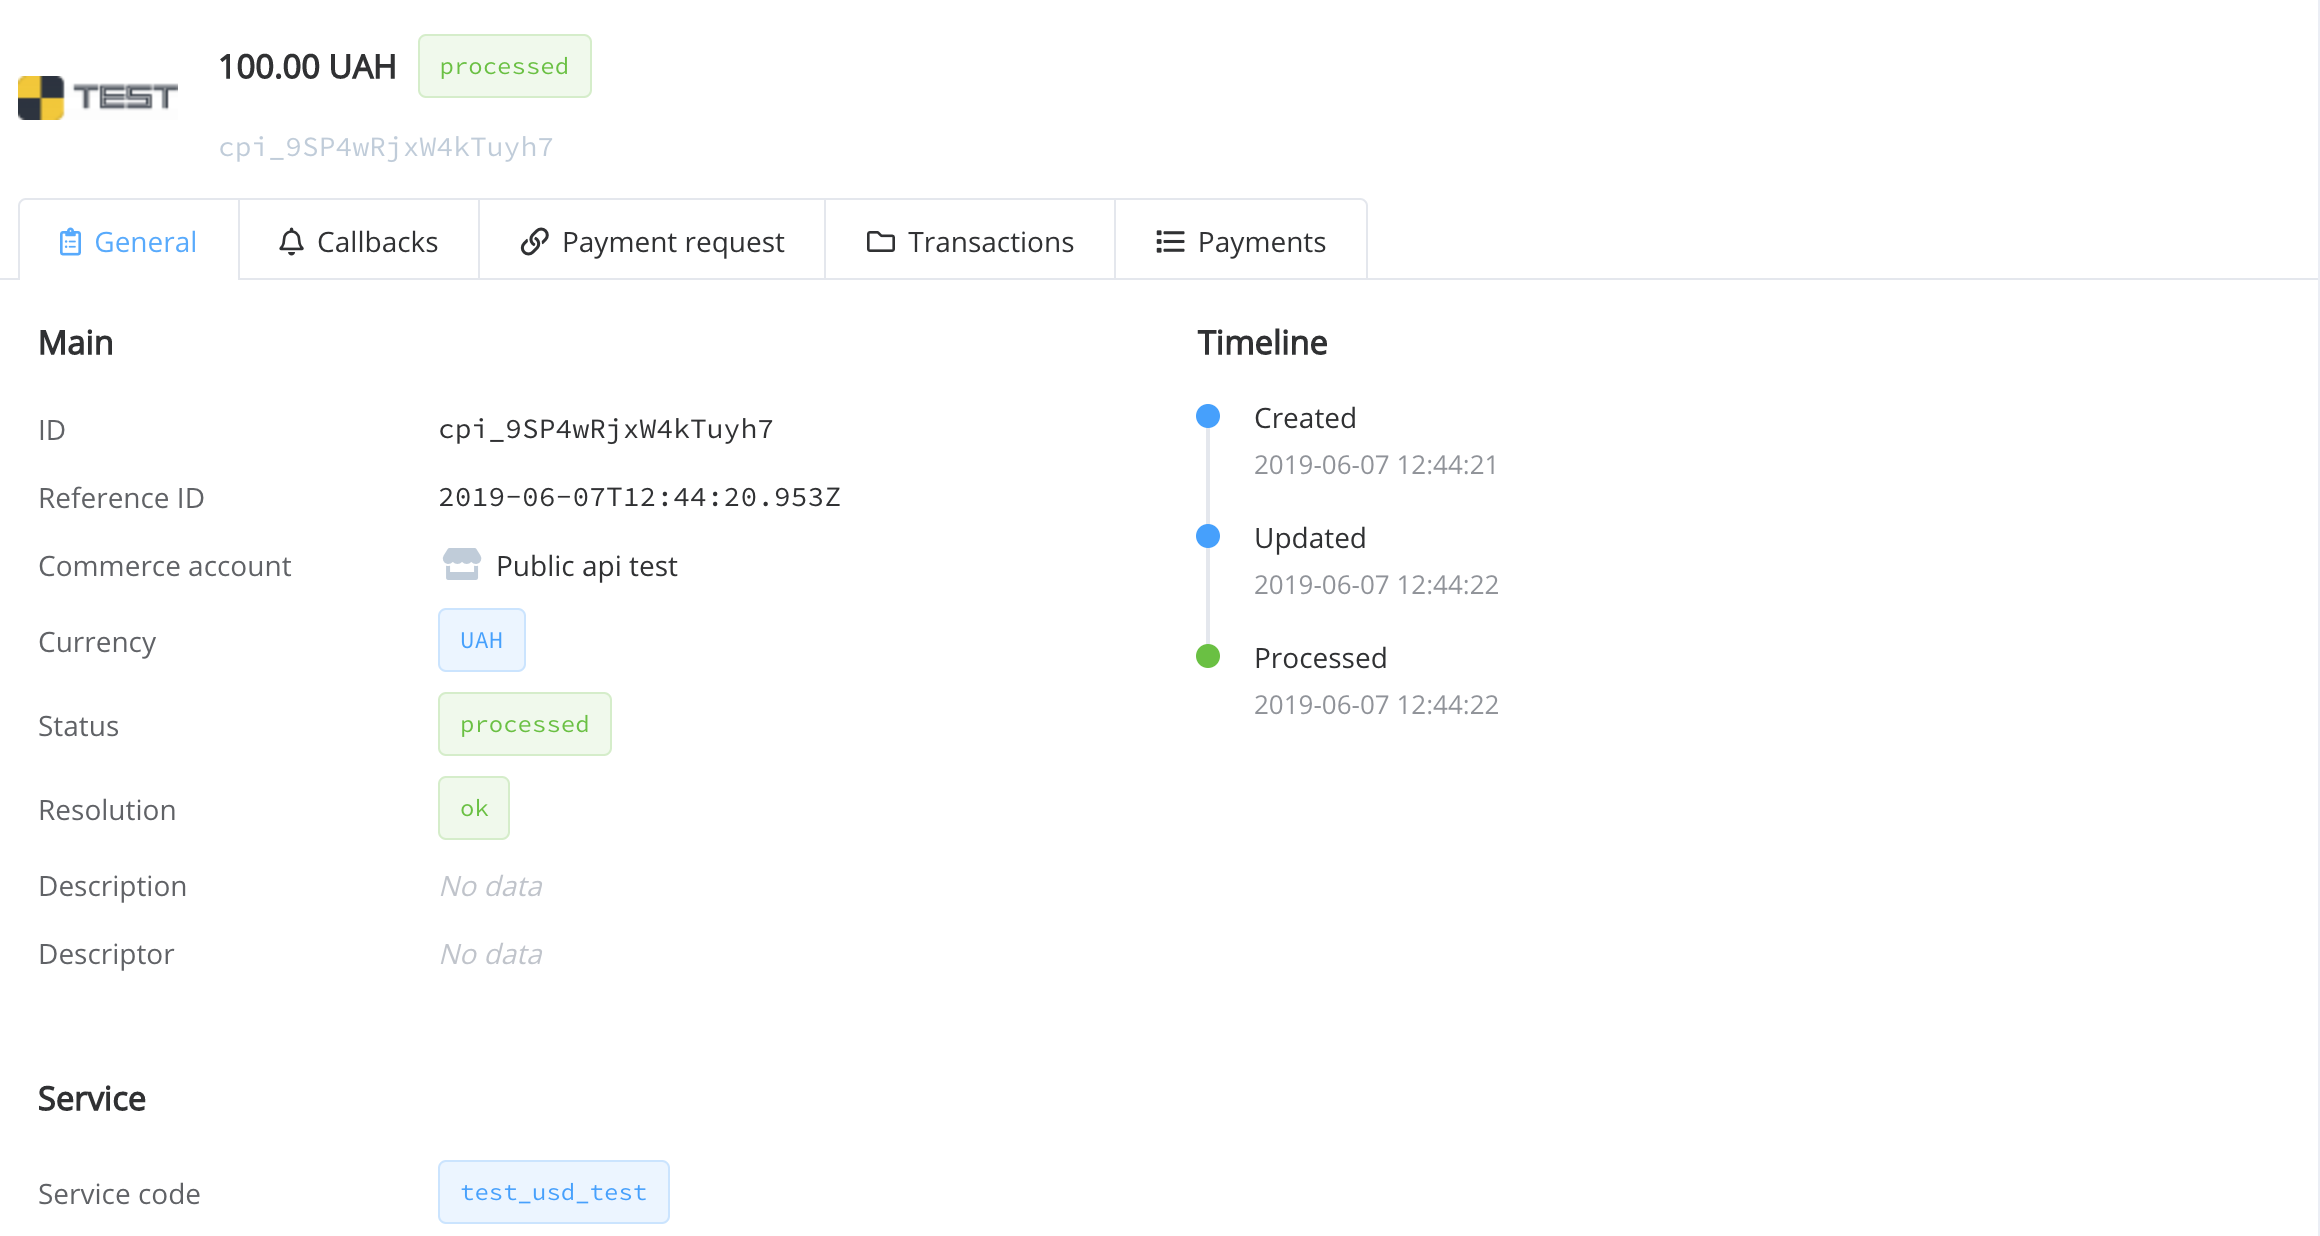 TEST
100.00 UAH processed
cpi_9SP4wRjxW4kTuyh7
General Callbacks Payment request Transactions Payments
Main
ID cpi_9SP4wRjxW4kTuyh7
Reference ID 2019-06-07T12:44:20.953Z
Commerce account Public api test
Currency UAH
Status processed
Resolution ok
Description No data
Descriptor No data
Service
Service code test_usd_test
Timeline
Created
2019-06-07 12:44:21
Updated
2019-06-07 12:44:22
Processed
2019-06-07 12:44:22